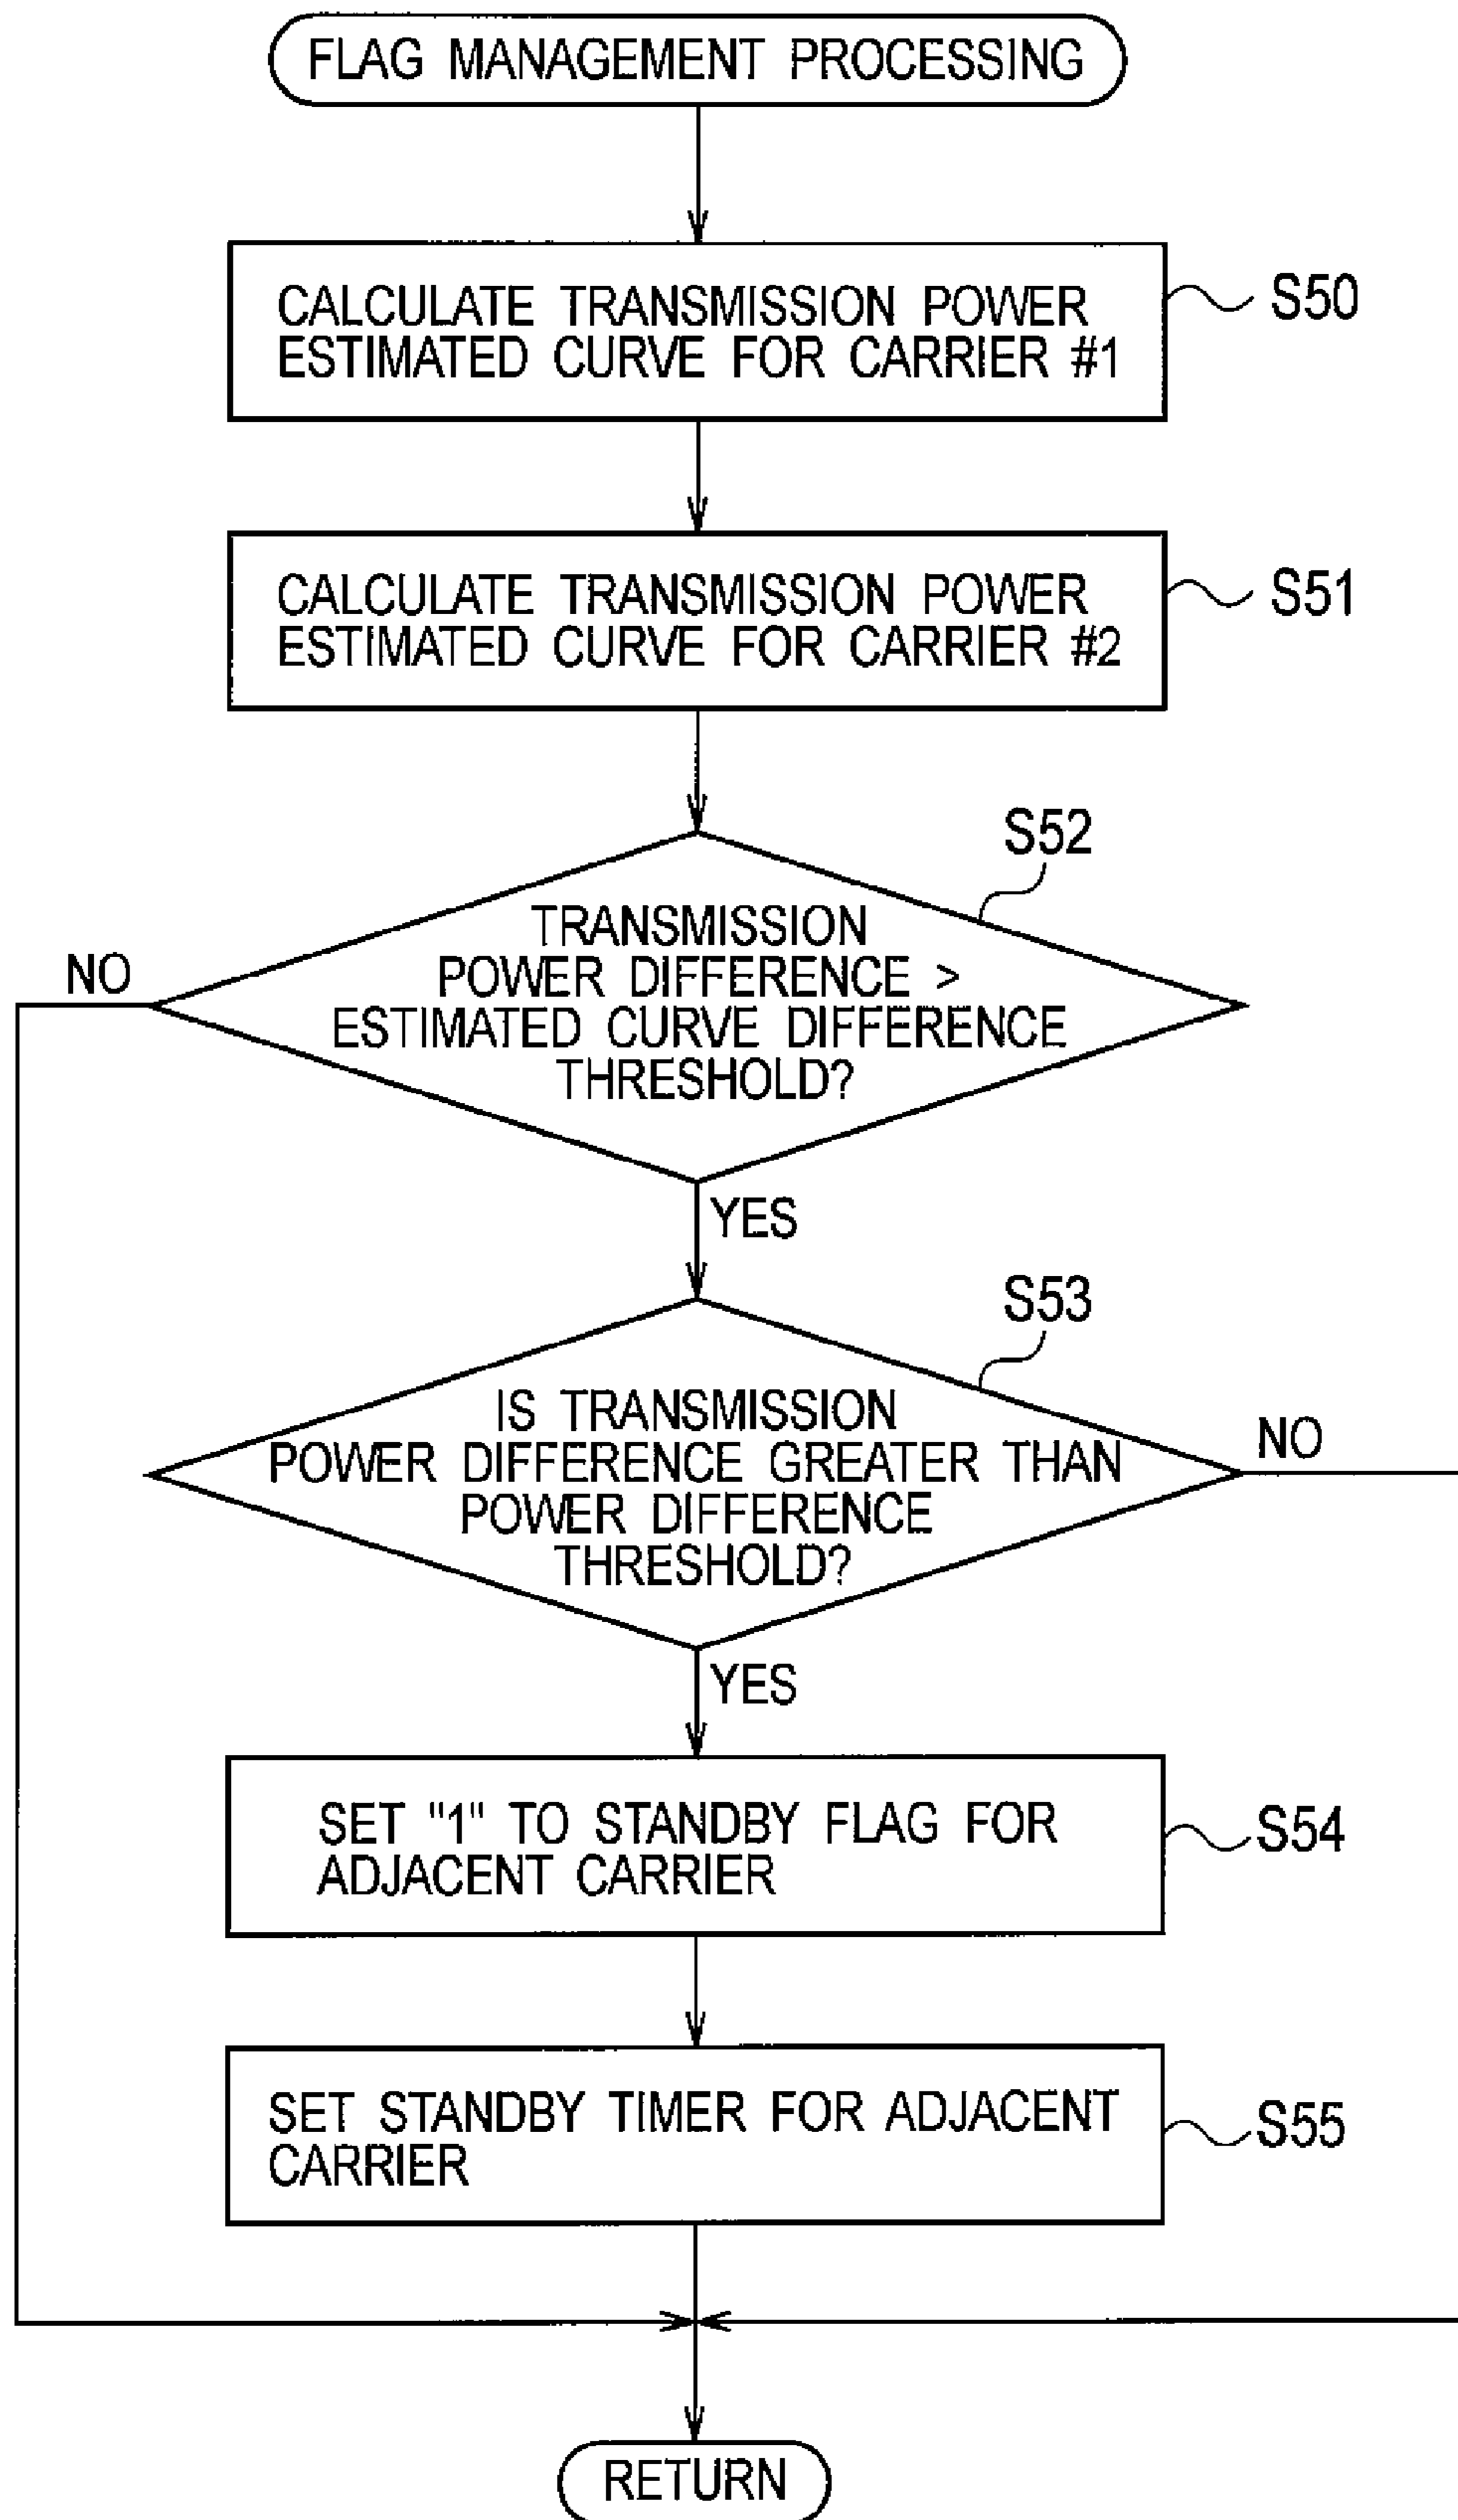 FLAG MANAGEMENT PROCESSING
CALCULATE TRANSMISSION POWER
ESTIMATED CURVE FOR CARRIER #1
S50
CALCULATE TRANSMISSION POWER
ESTIMATED CURVE FOR CARRIER #2
S51
S52
TRANSMISSION
POWER DIFFERENCE >
ESTIMATED CURVE DIFFERENCE
THRESHOLD?
NO
YES
S53
IS TRANSMISSION
POWER DIFFERENCE GREATER THAN
POWER DIFFERENCE
THRESHOLD?
NO
YES
SET "1" TO STANDBY FLAG FOR
ADJACENT CARRIER
S54
SET STANDBY TIMER FOR ADJACENT
CARRIER
S55
RETURN